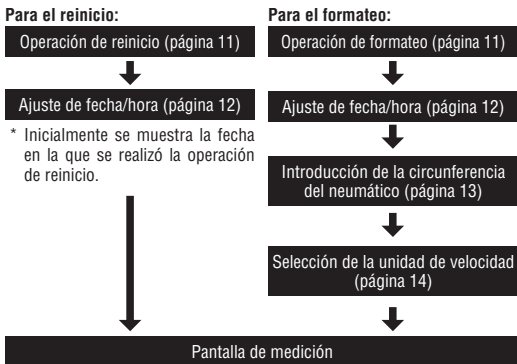 Para el reinicio:
Operación de reinicio (página 11)
Ajuste de fecha/hora (página 12)
* Inicialmente se muestra la fecha
en la que se realizó la operación
de reinicio.
Para el formateo:
Operación de formateo (página 11)
Ajuste de fecha/hora (página 12)
Introducción de la circunferencia
del neumático (página 13)
Selección de la unidad de velocidad
(página 14)
Pantalla de medición